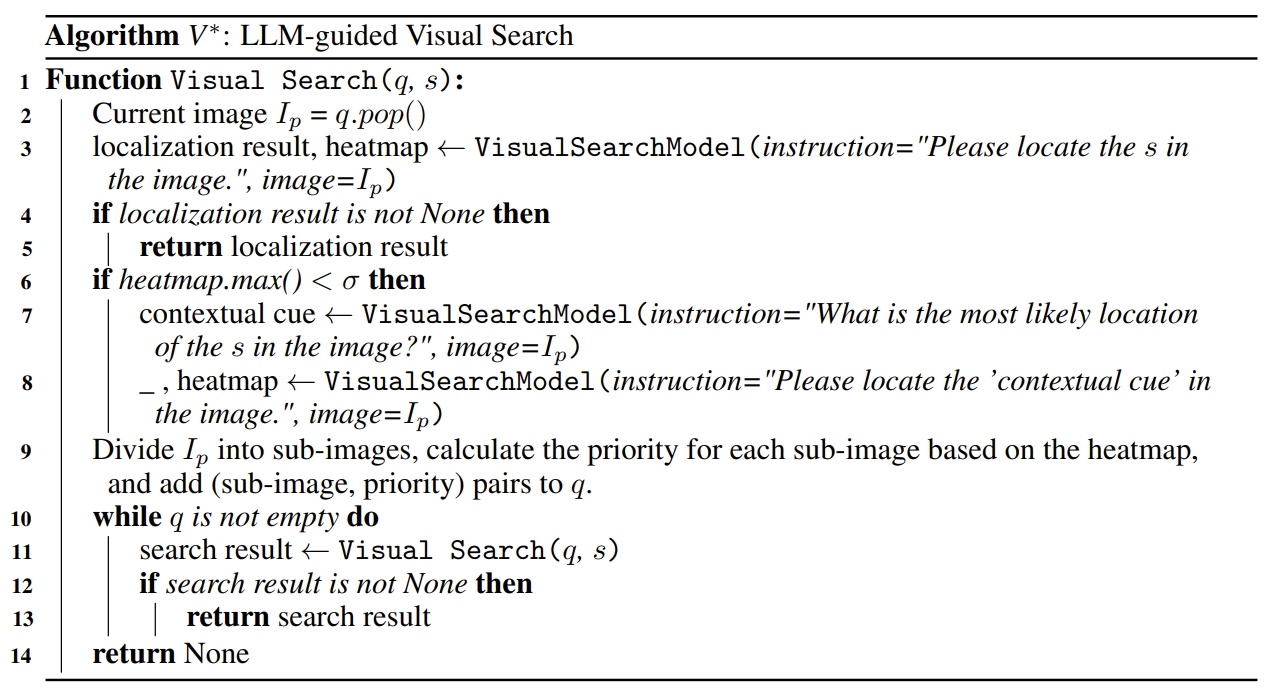 Algorithm V*: LLM-guided Visual Search
1 Function Visual Search(q, s):
2 Current image I_p = q.pop()
3 localization result, heatmap ← VisualSearchModel(instruction="Please locate the s in
the image.", image=I_p)
4 if localization result is not None then
5 return localization result
6 if heatmap.max() < σ then
7 contextual cue ← VisualSearchModel(instruction="What is the most likely location
of the s in the image?", image=I_p)
8 _ , heatmap ← VisualSearchModel(instruction="Please locate the ’contextual cue’ in
the image.", image=I_p)
9 Divide I_p into sub-images, calculate the priority for each sub-image based on the heatmap,
and add (sub-image, priority) pairs to q.
10 while q is not empty do
11 search result ← Visual Search(q, s)
12 if search result is not None then
13 return search result
14 return None